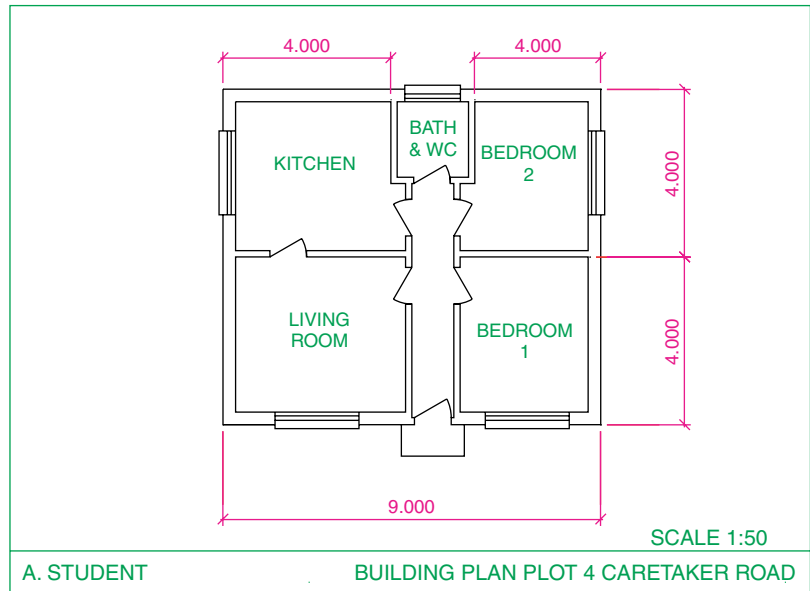 4.000
4.000
BATH
& WC
KITCHEN
BEDROOM
2
4.000
LIVING
ROOM
BEDROOM
1
4.000
9.000
SCALE 1:50
A. STUDENT
BUILDING PLAN PLOT 4 CARETAKER ROAD